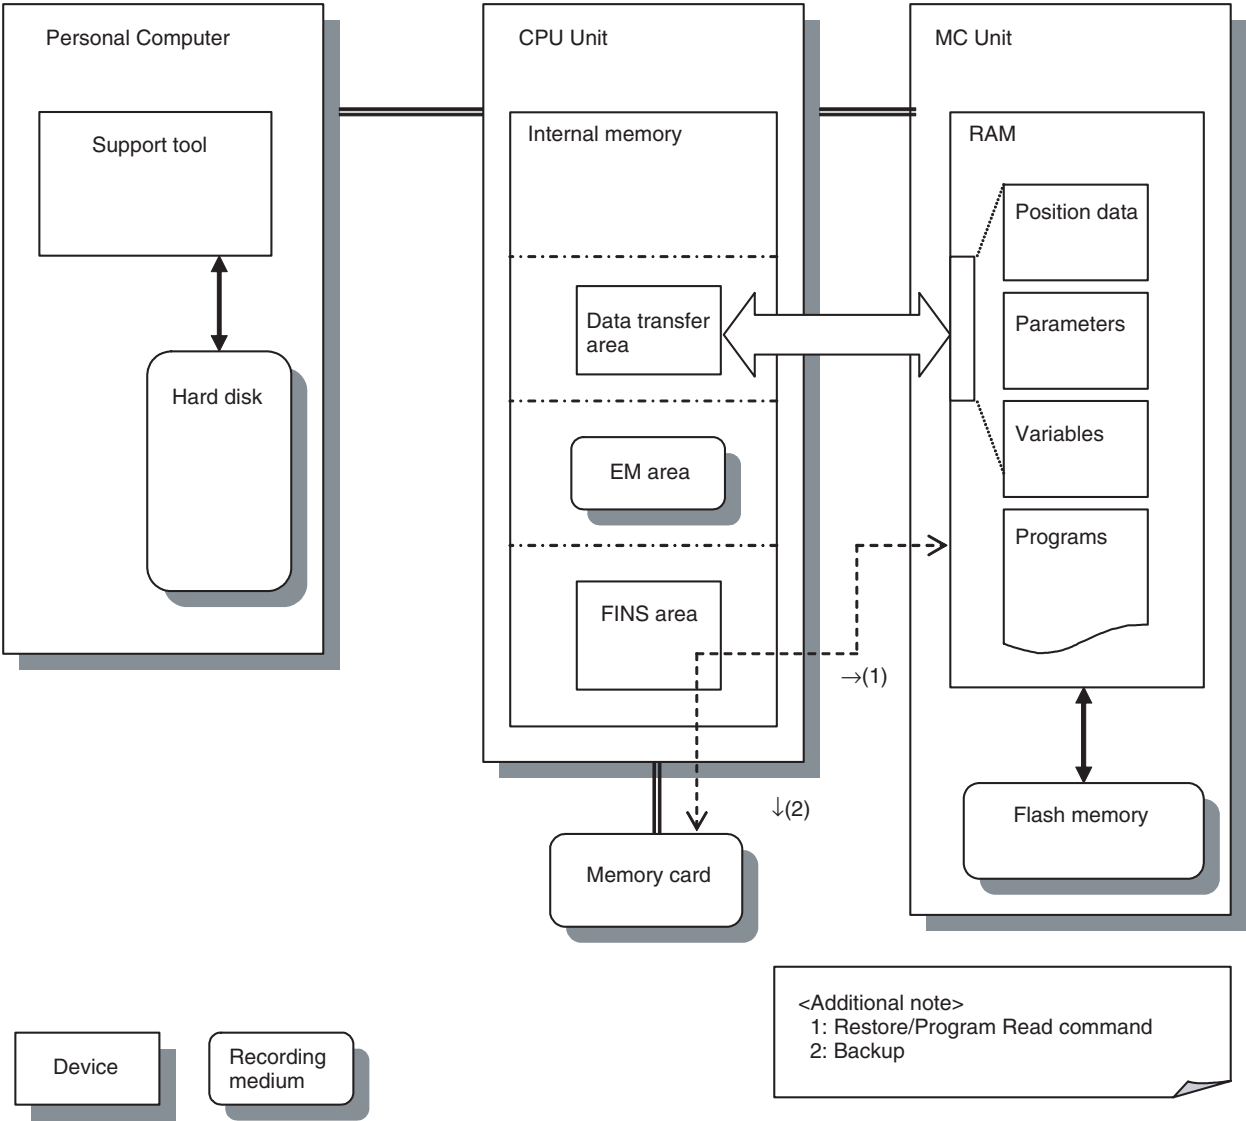 Personal Computer
Support tool
Hard disk
CPU Unit
Internal memory
Data transfer
area
EM area
FINS area
Memory card
MC Unit
RAM
Position data
Parameters
Variables
Programs
Flash memory
→(1)
↓(2)
<Additional note>
1: Restore/Program Read command
2: Backup
Device
Recording
medium